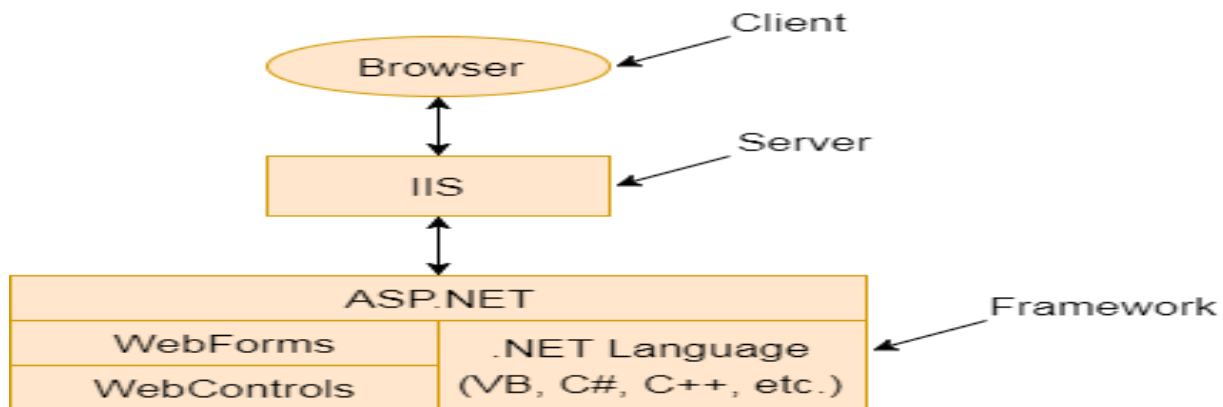 Client
Browser
Server
IIS
ASP.NET
Framework
WebForms
WebControls
.NET Language
(VB, C#, C++, etc.)